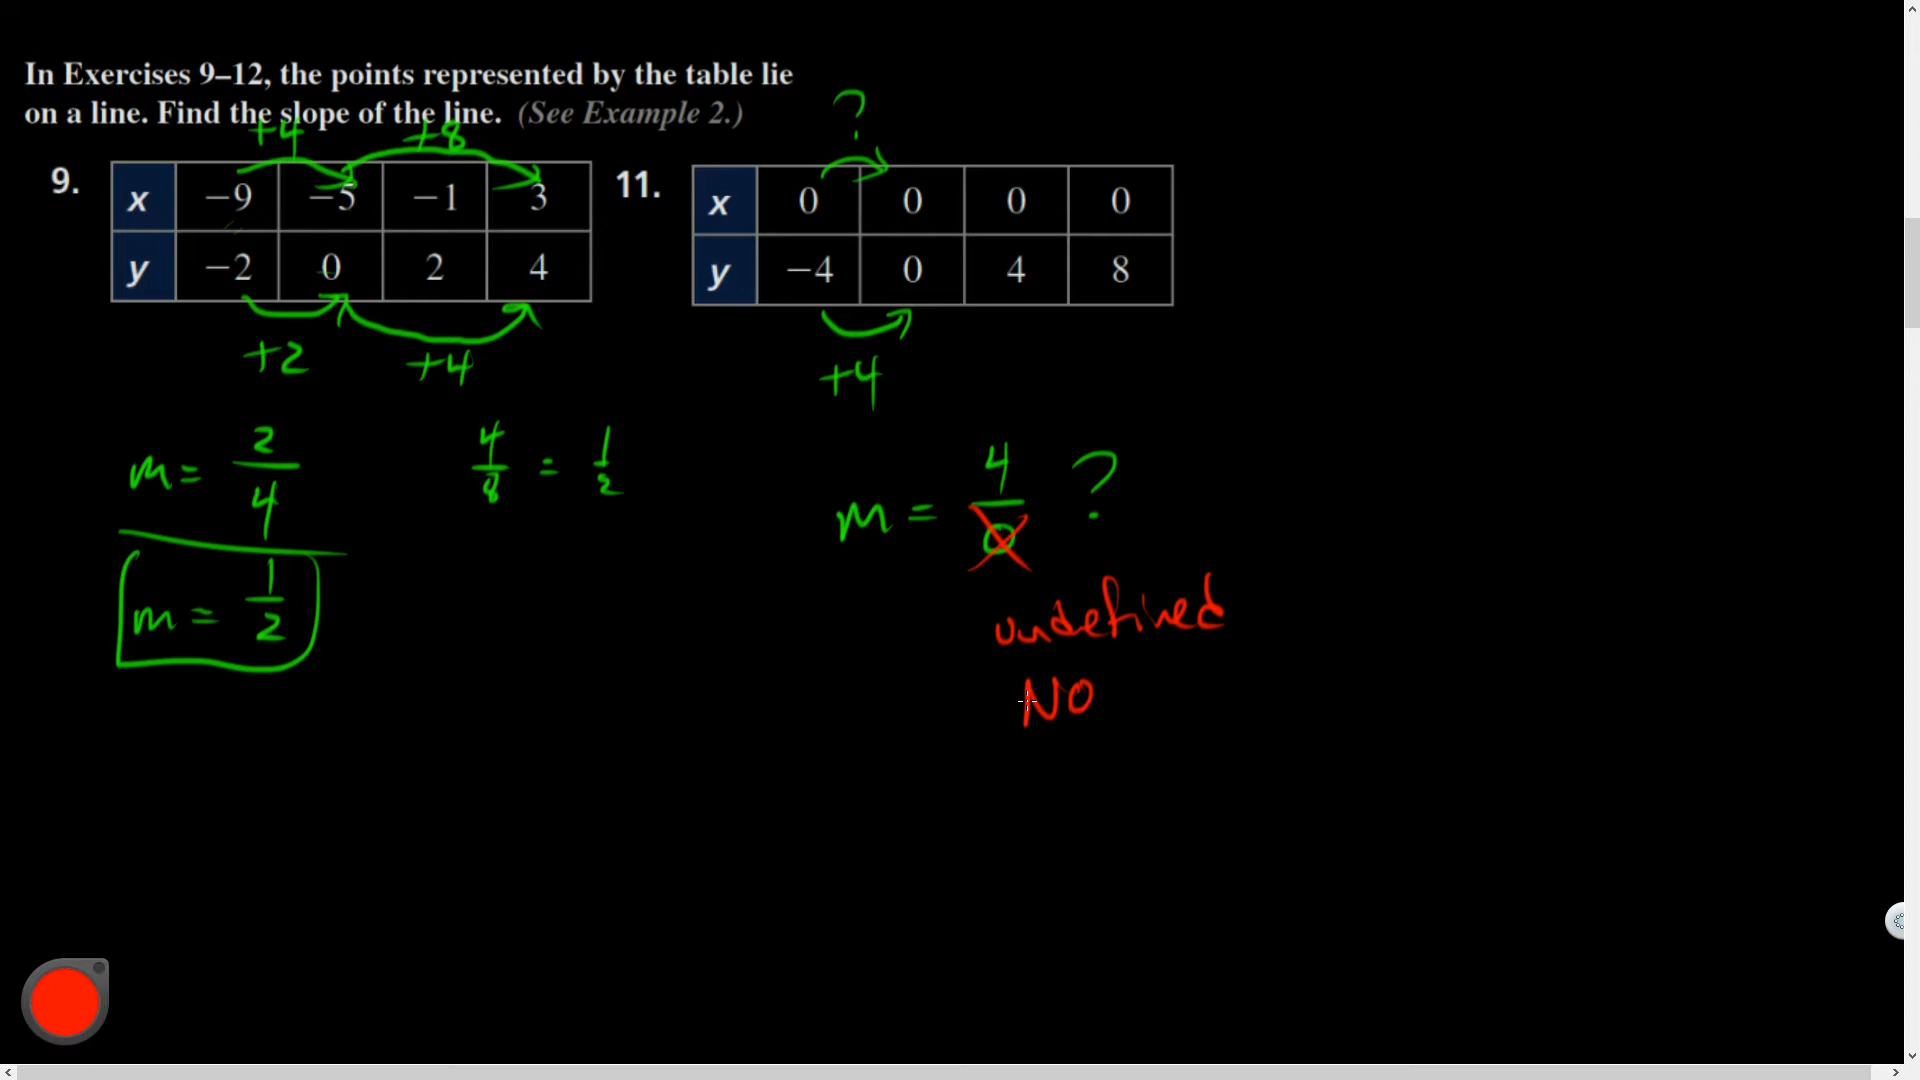 In Exercises 9–12, the points represented by the table lie
on a line. Find the slope of the line. (See Example 2.)
+4 +8
9.
x −9 −5 −1 3
y −2 0 2 4
+2 +4
m = 2/4
4/8 = 1/2
m = 1/2
?
11.
x 0 0 0 0
y −4 0 4 8
+4
m = 4/0 ?
undefined
NO